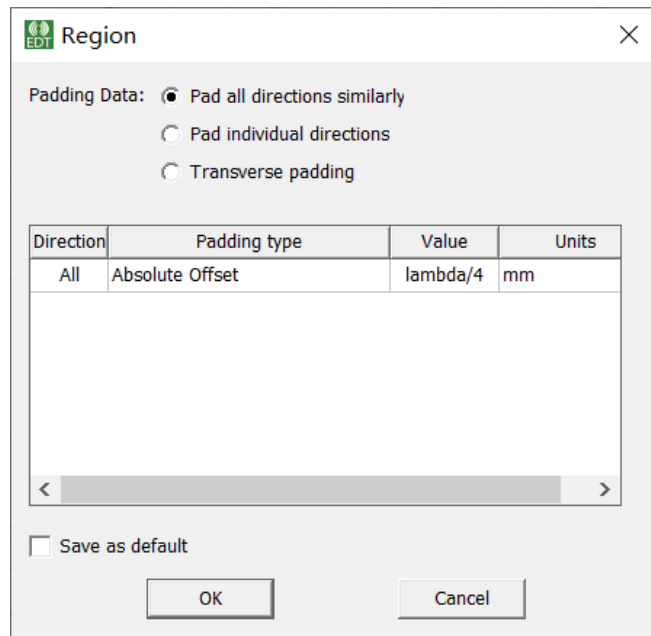 EDT Region
Padding Data: Pad all directions similarly
Pad individual directions
Transverse padding
Direction Padding type Value Units
All Absolute Offset lambda/4 mm
Save as default
OK Cancel